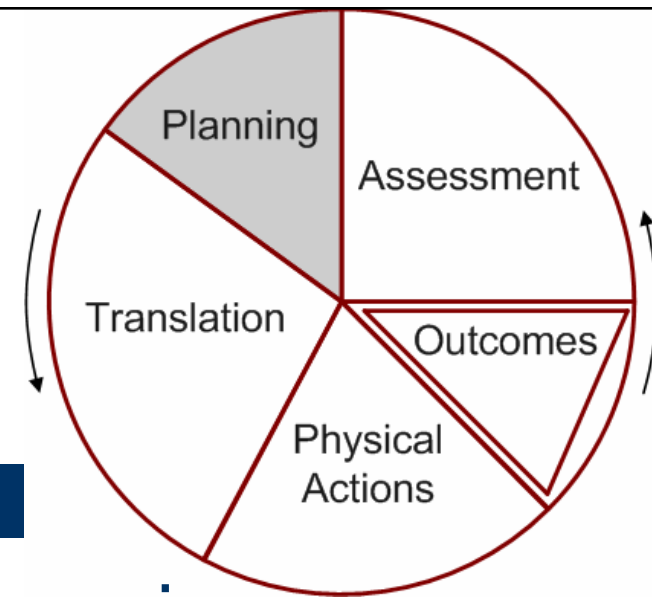 Planning
Assessment
Translation
Outcomes
Physical
Actions